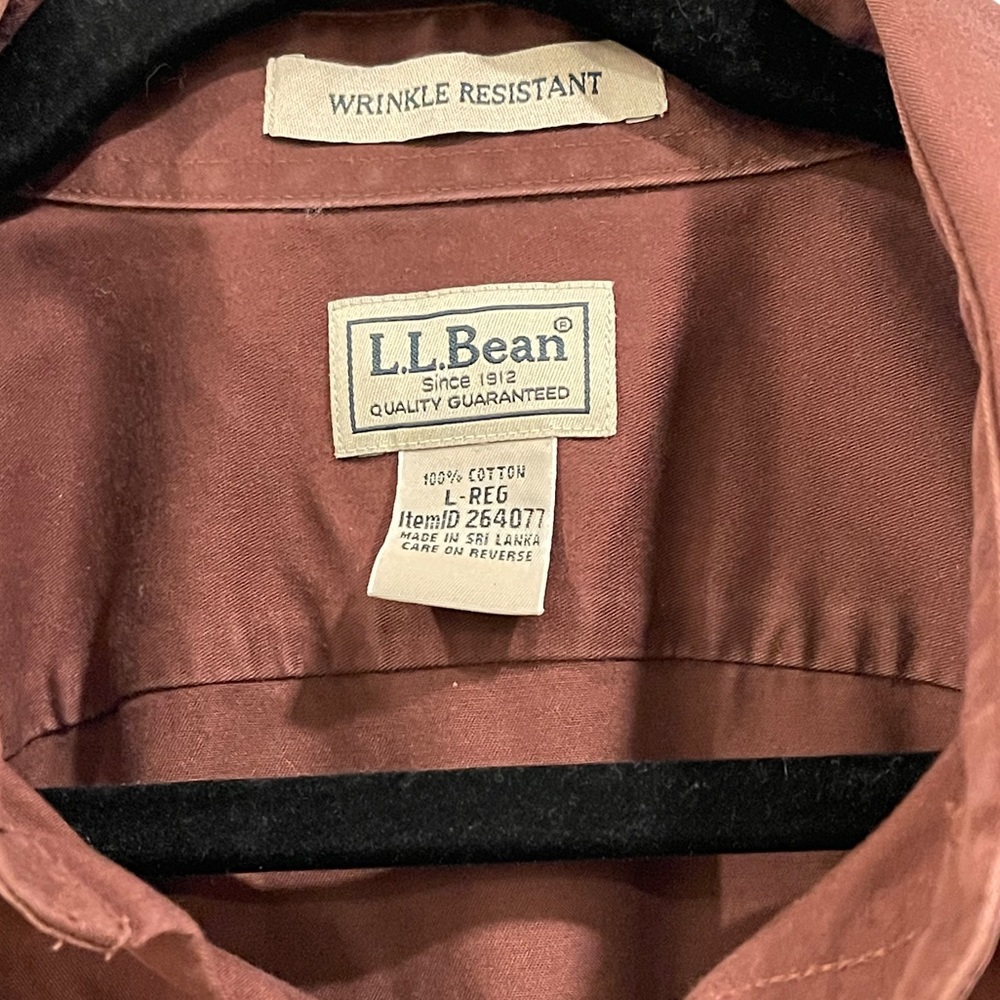 WRINKLE RESISTANT
L.L.Bean®
Since 1912
QUALITY GUARANTEED
100% COTTON
L-REG
ItemID 264077
MADE IN SRI LANKA
CARE ON REVERSE